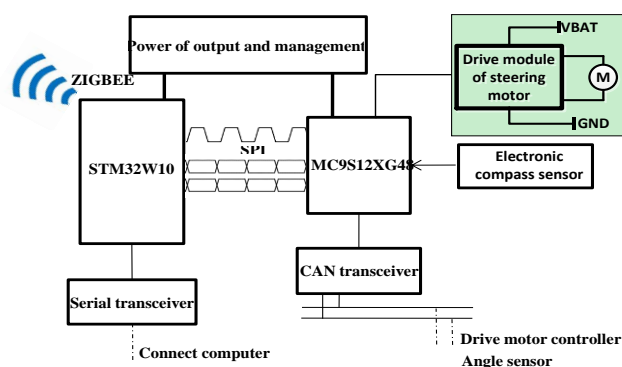 Power of output and management
VBAT
Drive module
of steering
motor
M
GND
ZIGBEE
STM32W10
SPI
MC9S12XG48
Electronic
compass sensor
CAN transceiver
Serial transceiver
Connect computer
Drive motor controller
Angle sensor